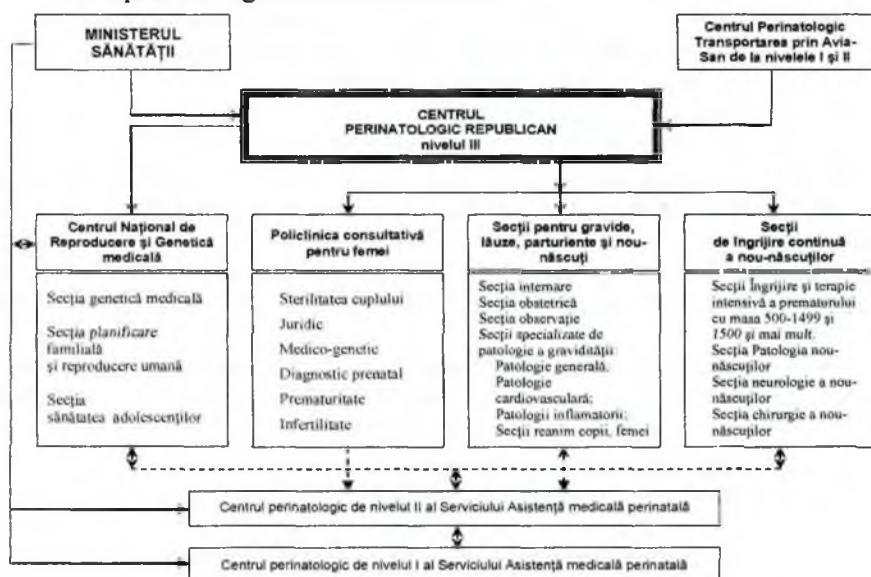 MINISTERUL
SĂNĂTĂȚII
Centrul Perinatologic
Transportarea prin Avia-
San de la nivelele I și II
CENTRUL
PERINATOLOGIC REPUBLICAN
nivelul III
Centrul Național de
Reproducere și Genetică
medicală
Secția genetică medicală
Secția planificare
familială
și reproducere umană
Secția
sănătatea adolescenților
Policlinica consultativă
pentru femei
Sterilitatea cuplului
Juridic
Medico-genetic
Diagnostic prenatal
Prematuritate
Infertilitate
Secții pentru gravide,
lăuze, parturiente și nou-
născuți
Secția internare
Secția obstetrică
Secția observație
Secții specializate de
patologie a gravidității
Patologie generală,
Patologie
cardiovasculară;
Patologii inflamatorii;
Secții reanim copii, femei
Secții
de îngrijire continuă
a nou-născuților
Secții Îngrijire și terapie
intensivă a prematurului
cu masa 500-1499 și
1500 și mai mult.
Secția Patologia nou-
născuților
Secția neurologie a nou-
născuților
Secția chirurgie a nou-
născuților
Centrul perinatologic de nivelul II al Serviciului Asistență medicală perinatală
Centrul perinatologic de nivelul I al Serviciului Asistență medicală perinatală